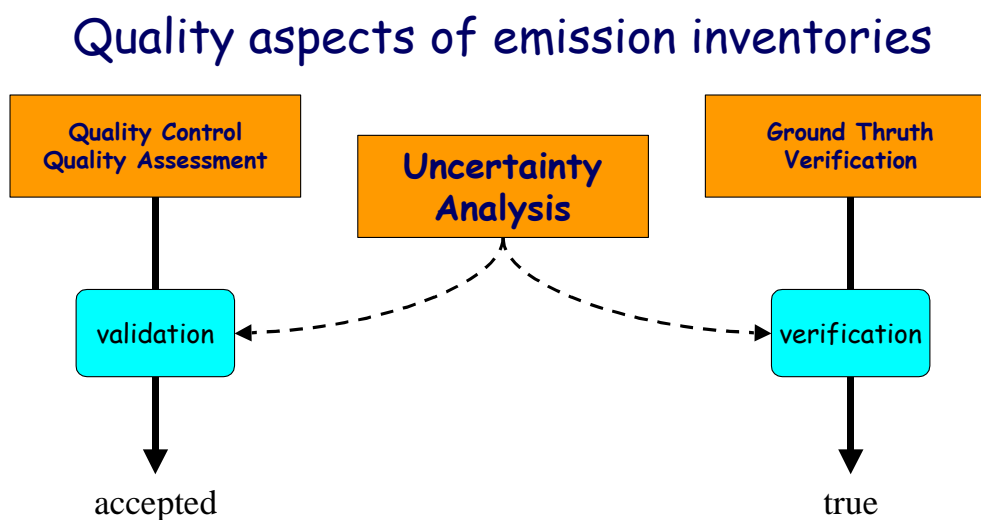 Quality aspects of emission inventories
Quality Control
Quality Assessment
Uncertainty
Analysis
Ground Thruth
Verification
validation
verification
accepted
true